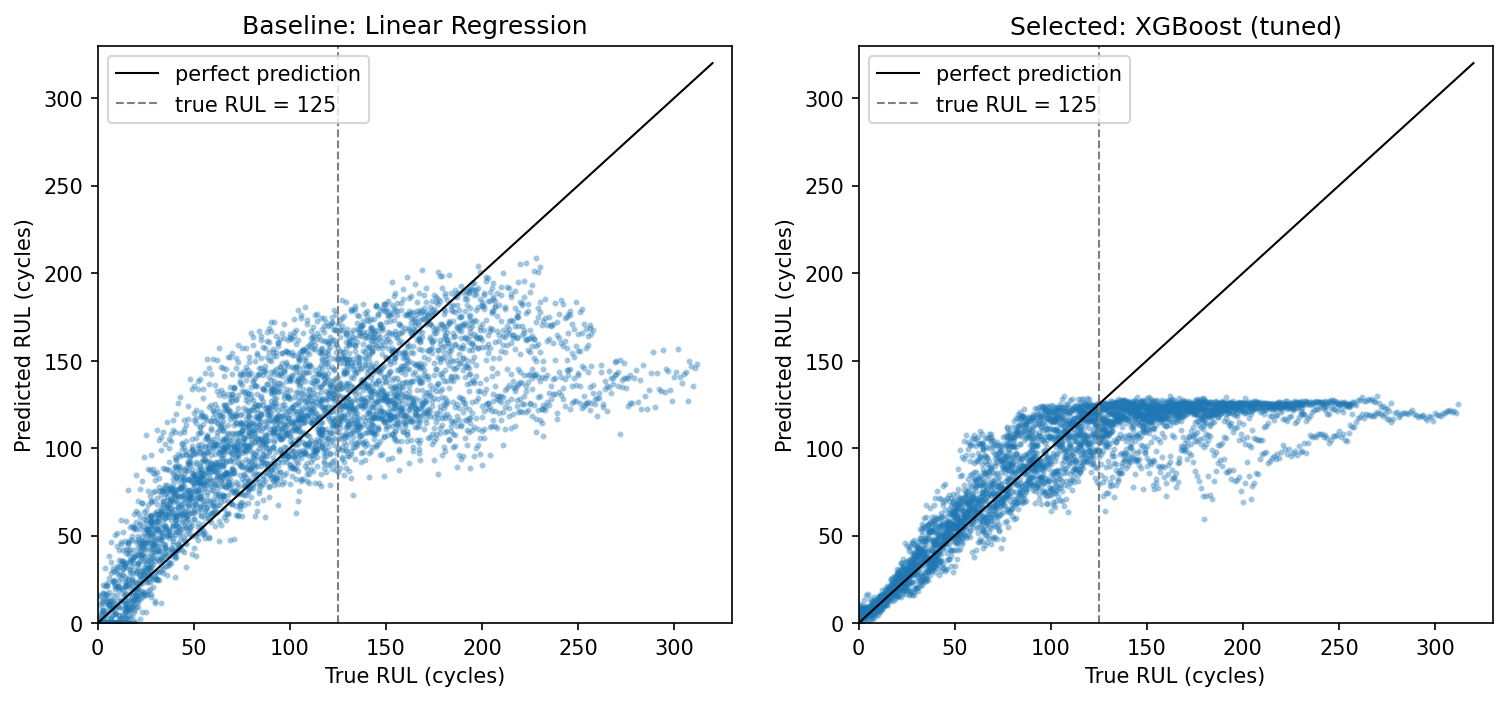 Baseline: Linear Regression
perfect prediction
true RUL = 125
Predicted RUL (cycles)
300
250
200
150
100
50
0
0 50 100 150 200 250 300
True RUL (cycles)
Selected: XGBoost (tuned)
perfect prediction
true RUL = 125
Predicted RUL (cycles)
300
250
200
150
100
50
0
0 50 100 150 200 250 300
True RUL (cycles)